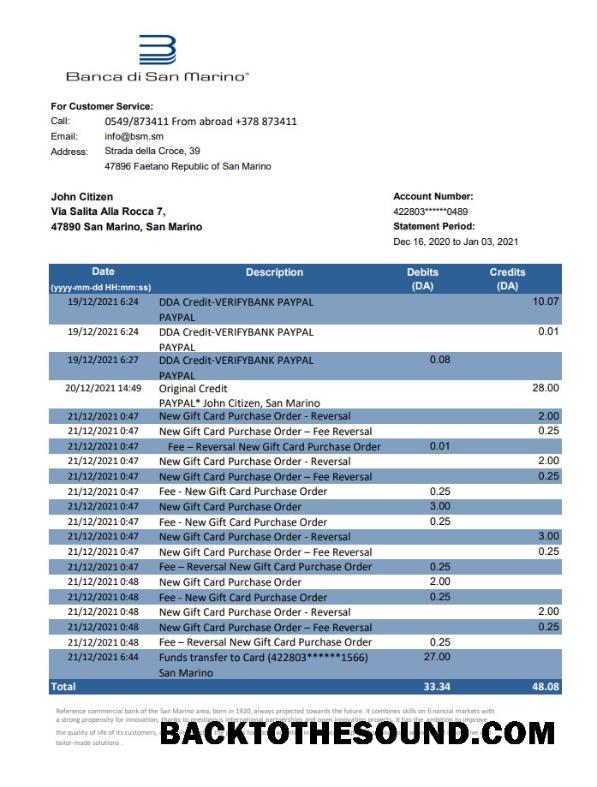 Banca di San Marino®
For Customer Service:
Call: 0549/873411 From abroad +378 873411
Email: info@bsm.sm
Address: Strada della Croce, 39
47896 Faetano Republic of San Marino
John Citizen
Via Salita Alla Rocca 7,
47890 San Marino, San Marino
Account Number:
422803******0489
Statement Period:
Dec 16, 2020 to Jan 03, 2021
Date Description Debits Credits
(yyyy-mm-dd HH:mm:ss) (DA) (DA)
19/12/2021 6:24 DDA Credit-VERIFYBANK PAYPAL 10.07
PAYPAL
19/12/2021 6:24 DDA Credit-VERIFYBANK PAYPAL 0.01
PAYPAL
19/12/2021 6:27 DDA Credit-VERIFYBANK PAYPAL 0.08
PAYPAL
20/12/2021 14:49 Original Credit 28.00
PAYPAL* John Citizen, San Marino
21/12/2021 0:47 New Gift Card Purchase Order - Reversal 2.00
21/12/2021 0:47 New Gift Card Purchase Order – Fee Reversal 0.25
21/12/2021 0:47 Fee – Reversal New Gift Card Purchase Order 0.01
21/12/2021 0:47 New Gift Card Purchase Order - Reversal 2.00
21/12/2021 0:47 New Gift Card Purchase Order – Fee Reversal 0.25
21/12/2021 0:47 Fee - New Gift Card Purchase Order 0.25
21/12/2021 0:47 New Gift Card Purchase Order 3.00
21/12/2021 0:47 Fee - New Gift Card Purchase Order 0.25
21/12/2021 0:47 New Gift Card Purchase Order - Reversal 3.00
21/12/2021 0:47 New Gift Card Purchase Order – Fee Reversal 0.25
21/12/2021 0:47 Fee – Reversal New Gift Card Purchase Order 0.25
21/12/2021 0:48 New Gift Card Purchase Order 2.00
21/12/2021 0:48 Fee - New Gift Card Purchase Order 0.25
21/12/2021 0:48 New Gift Card Purchase Order - Reversal 2.00
21/12/2021 0:48 New Gift Card Purchase Order – Fee Reversal 0.25
21/12/2021 0:48 Fee – Reversal New Gift Card Purchase Order 0.25
21/12/2021 6:44 Funds transfer to Card (422803******1566) 27.00
San Marino
Total 33.34 48.08
Reference commercial bank of the San Marino area, born in 1920, always projected towards the future. It combines skills on financial markets with
a strong propensity for innovation, thanks to prestigious international partnerships and open innovation projects. It has the ambition to improve
the quality of life of its customers,
tailor-made solutions .
BACKTOTHESOUND.COM